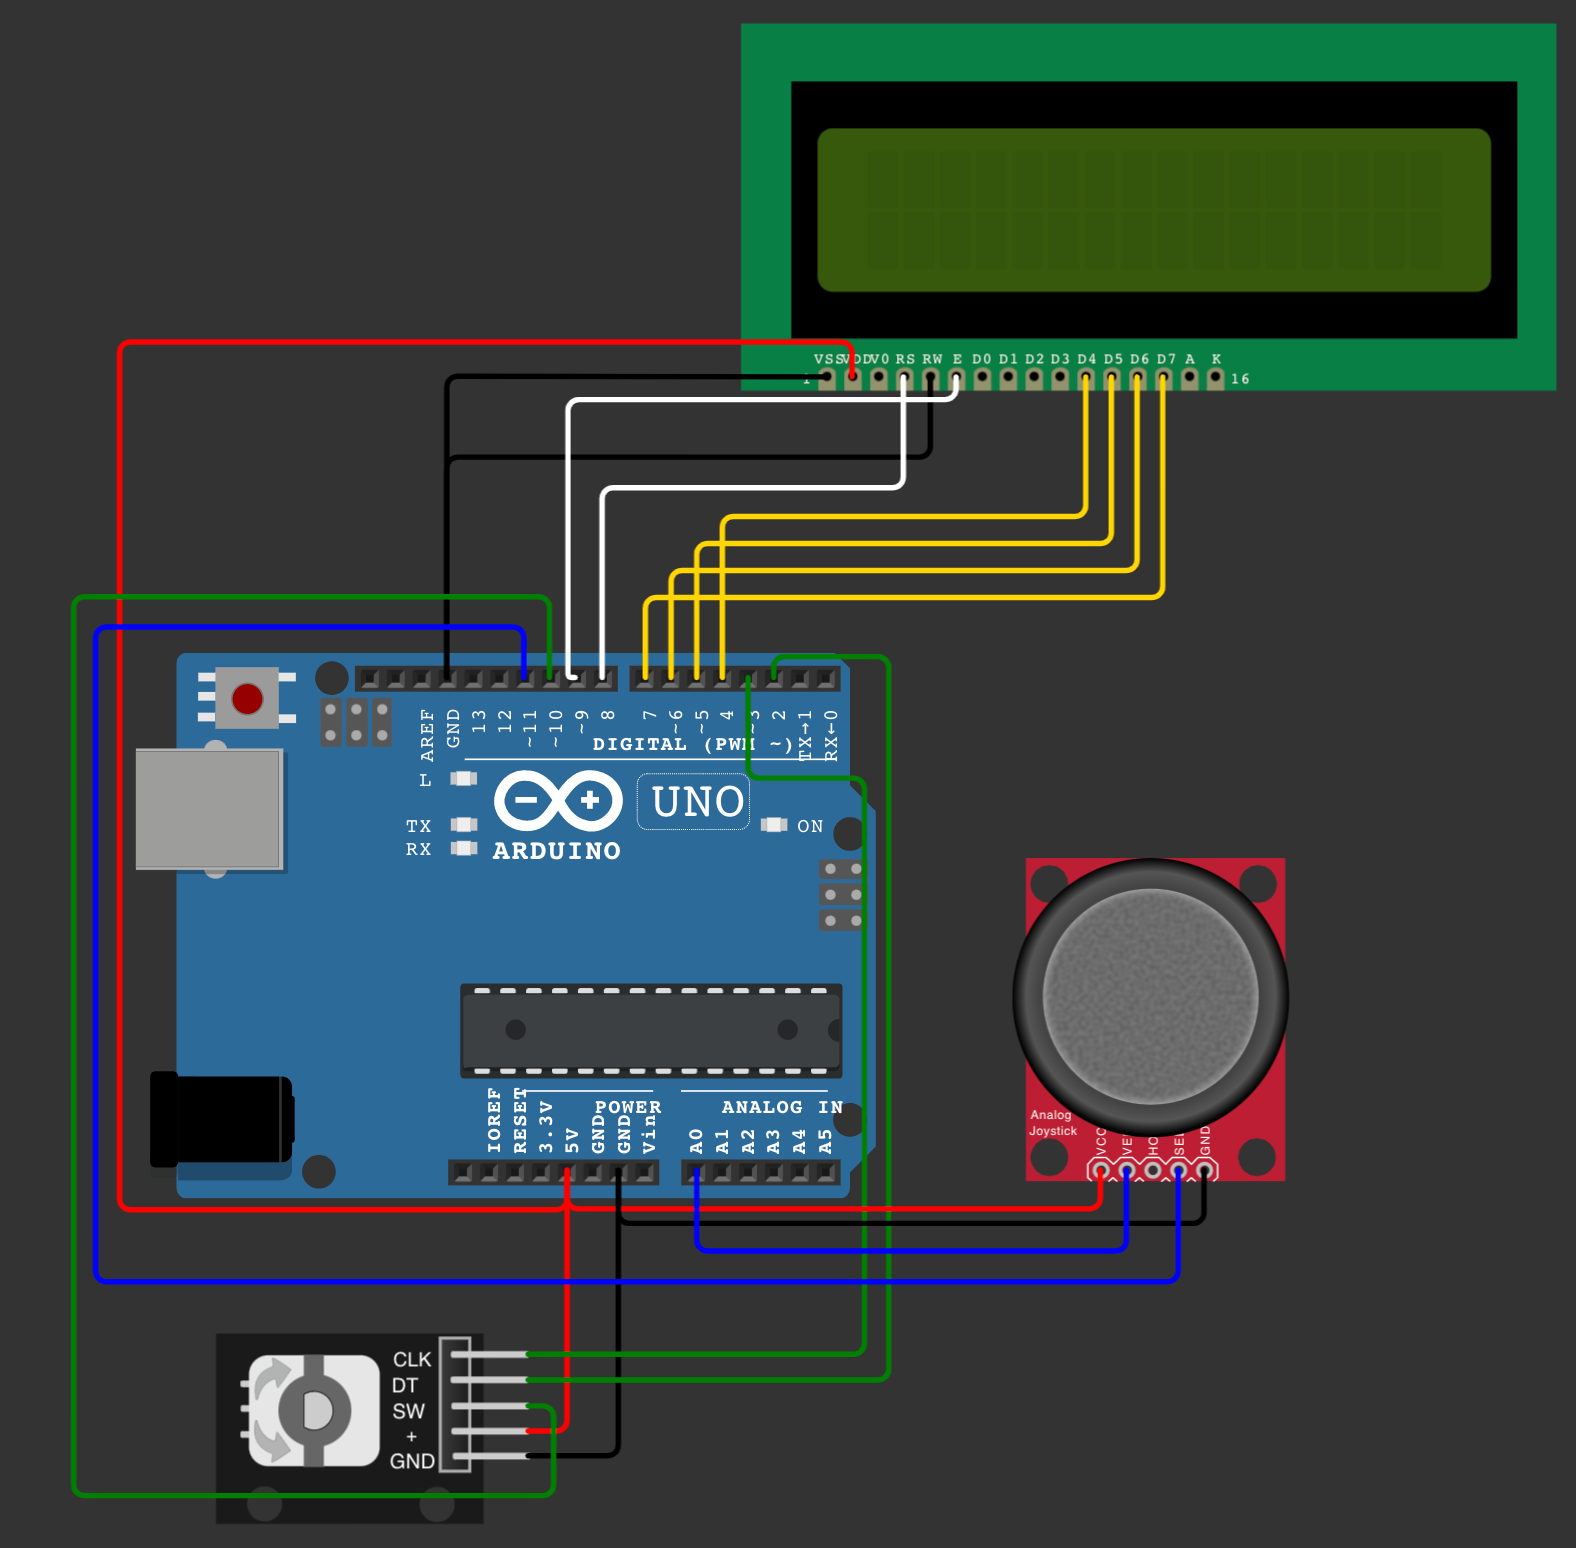 VSS VDD V0 RS RW E D0 D1 D2 D3 D4 D5 D6 D7 A K
1 16
AREF GND 13 12 ~11 ~10 ~9 8 7 ~6 ~5 4 ~3 2 TX→1 RX←0
DIGITAL (PWM ~)
L
UNO
TX
ON
RX
ARDUINO
POWER
ANALOG IN
IOREF RESET 3.3V 5V GND GND Vin A0 A1 A2 A3 A4 A5
Analog
Joystick
VCC GND
CLK
DT
SW
+
GND